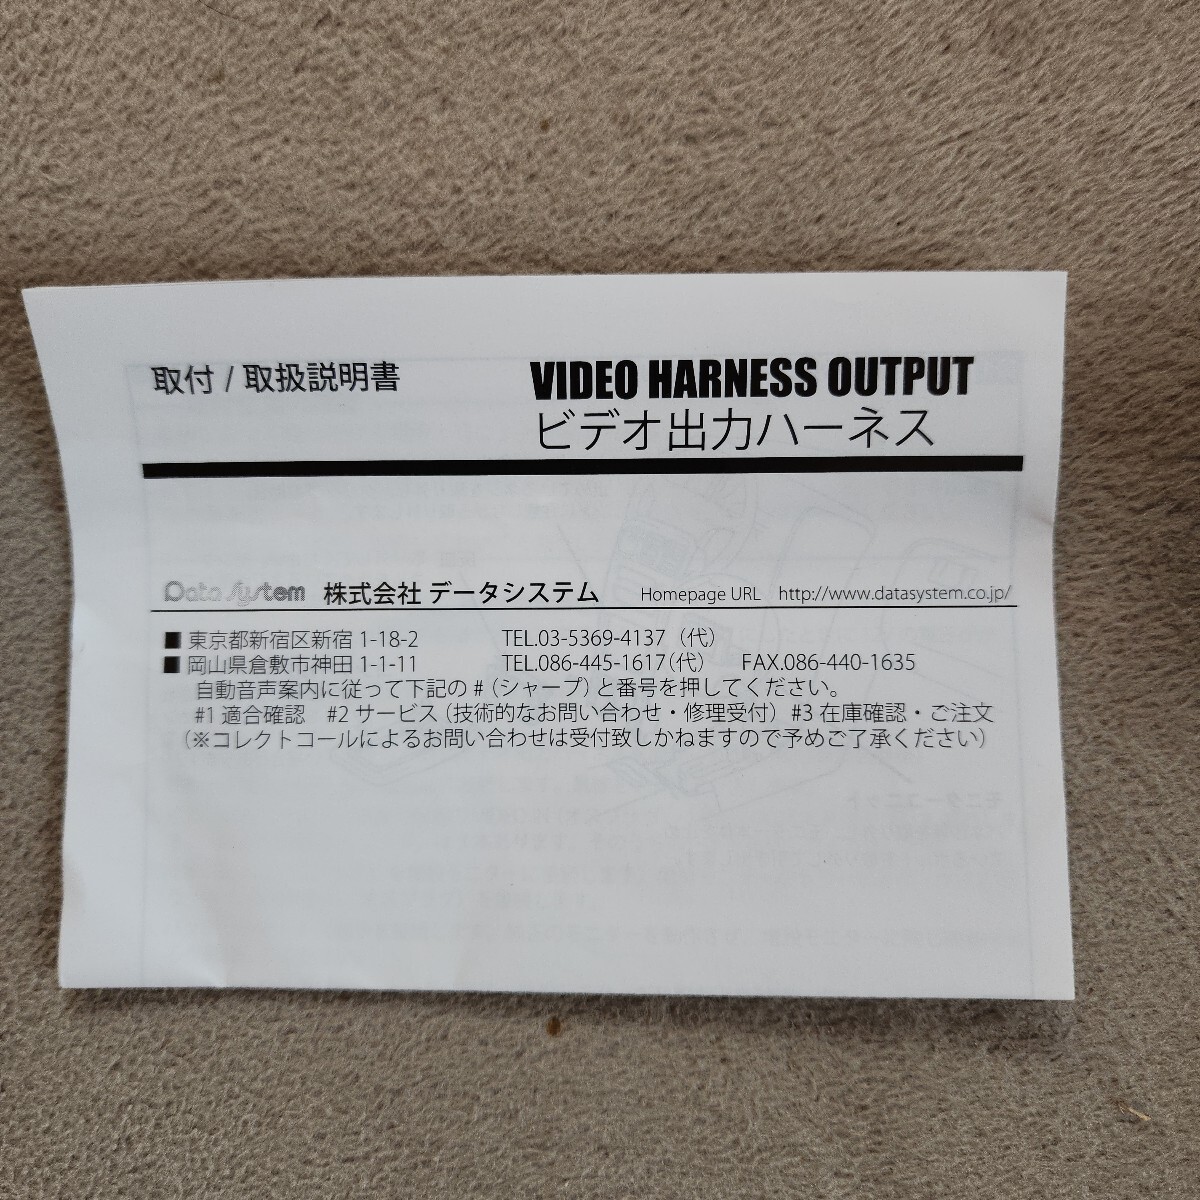 取付 / 取扱説明書
VIDEO HARNESS OUTPUT
ビデオ出力ハーネス
Data System 株式会社 データシステム Homepage URL http://www.datasystem.co.jp/
■ 東京都新宿区新宿 1-18-2 TEL.03-5369-4137（代）
■ 岡山県倉敷市神田 1-1-11 TEL.086-445-1617（代） FAX.086-440-1635
自動音声案内に従って下記の #（シャープ）と番号を押してください。
#1 適合確認 #2 サービス（技術的なお問い合わせ・修理受付）#3 在庫確認・ご注文
（※コレクトコールによるお問い合わせは受付致しかねますので予めご了承ください）